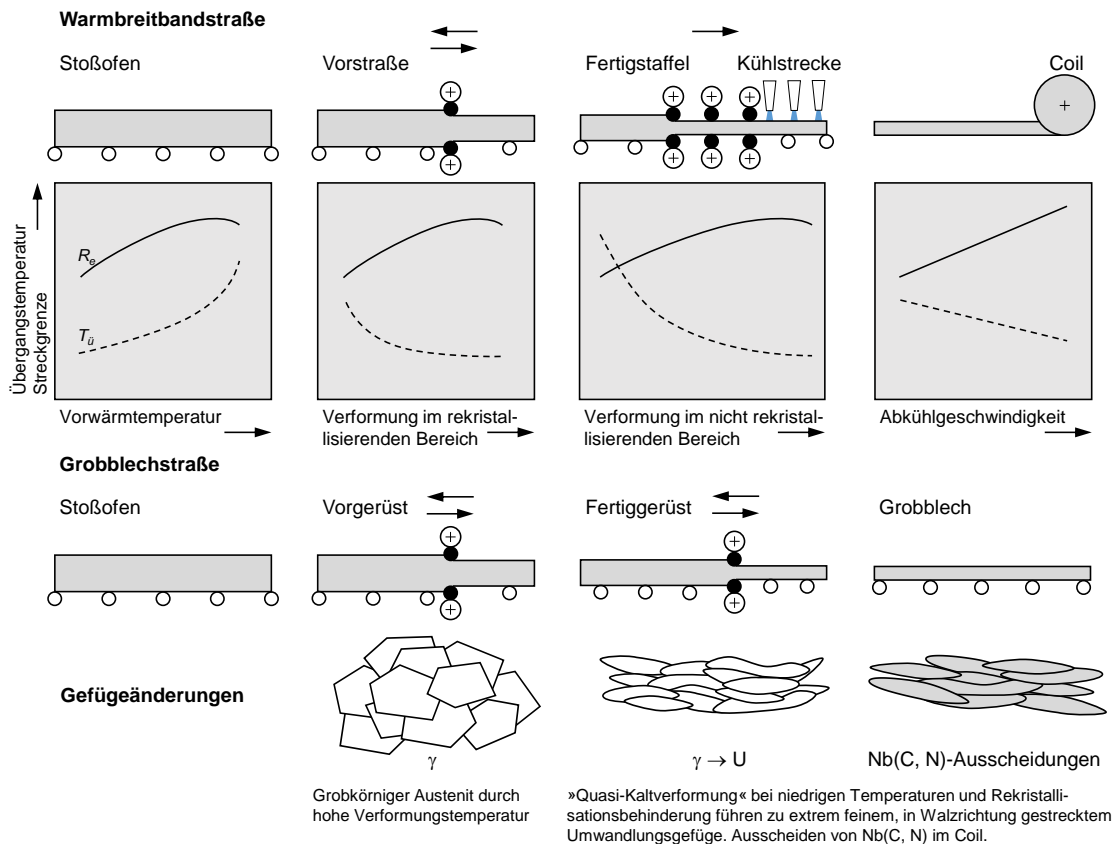 Warmbreitbandstraße
Stoßofen
Vorstraße
Fertigstaffel
Kühlstrecke
Coil
Übergangstemperatur
Streckgrenze
Re
Tü
Vorwärmtemperatur
Verformung im rekristal-
lisierenden Bereich
Verformung im nicht rekristal-
lisierenden Bereich
Abkühlgeschwindigkeit
Grobblechstraße
Stoßofen
Vorgerüst
Fertiggerüst
Grobblech
Gefügeänderungen
γ
γ → U
Nb(C, N)-Ausscheidungen
Grobkörniger Austenit durch
hohe Verformungstemperatur
»Quasi-Kaltverformung« bei niedrigen Temperaturen und Rekristalli-
sationsbehinderung führen zu extrem feinem, in Walzrichtung gestrecktem
Umwandlungsgefüge. Ausscheiden von Nb(C, N) im Coil.